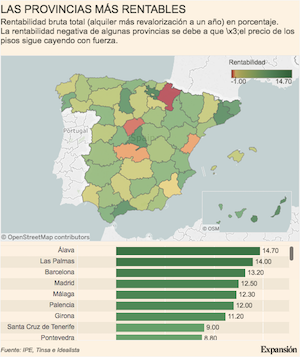 LAS PROVINCIAS MÁS RENTABLES
Rentabilidad bruta total (alquiler más revalorización a un año) en porcentaje.
La rentabilidad negativa de algunas provincias se debe a que \x3;el precio de los
pisos sigue cayendo con fuerza.
Rentabilidad
-1.00 14.70
Portugal
© OpenStreetMap contributors
© OSM
Álava 14.70
Las Palmas 14.00
Barcelona 13.20
Madrid 12.50
Málaga 12.30
Palencia 12.00
Girona 11.20
Santa Cruz de Tenerife 9.00
Pontevedra 8.80
Fuente: IPE, Tinsa e Idealista
Expansión